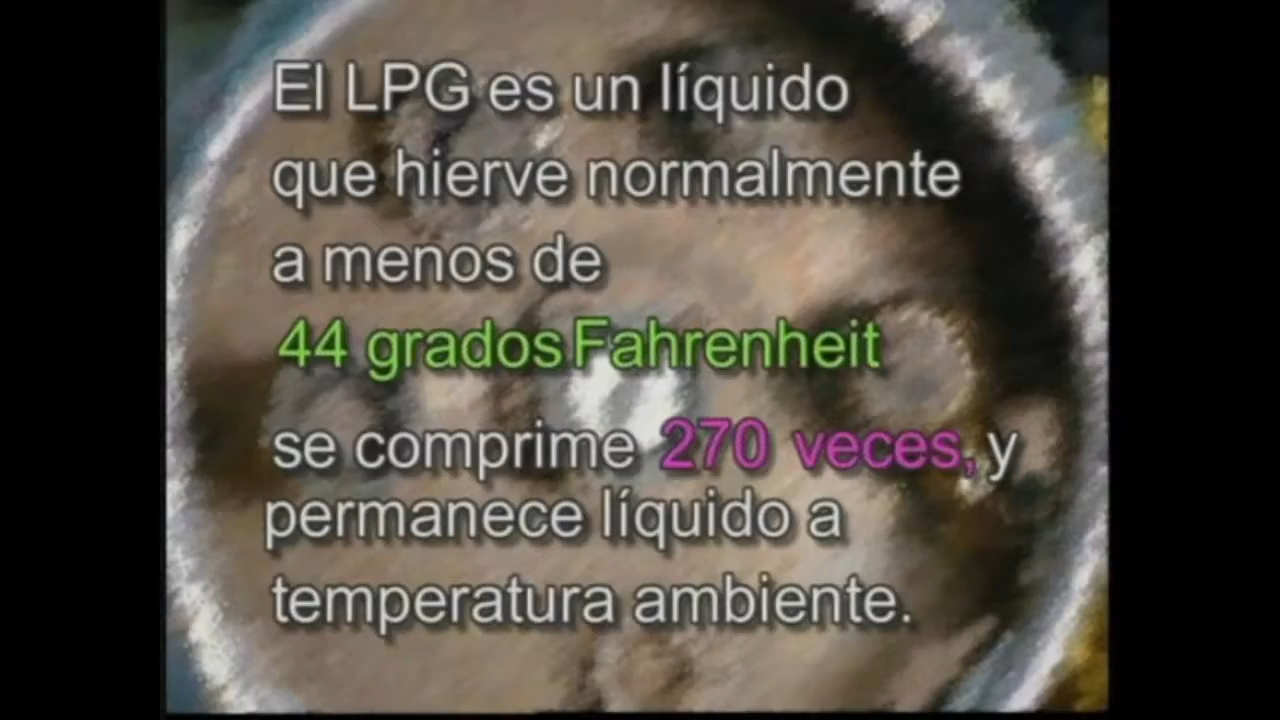 El LPG es un líquido
que hierve normalmente
a menos de
44 grados Fahrenheit
se comprime 270 veces, y
permanece líquido a
temperatura ambiente.